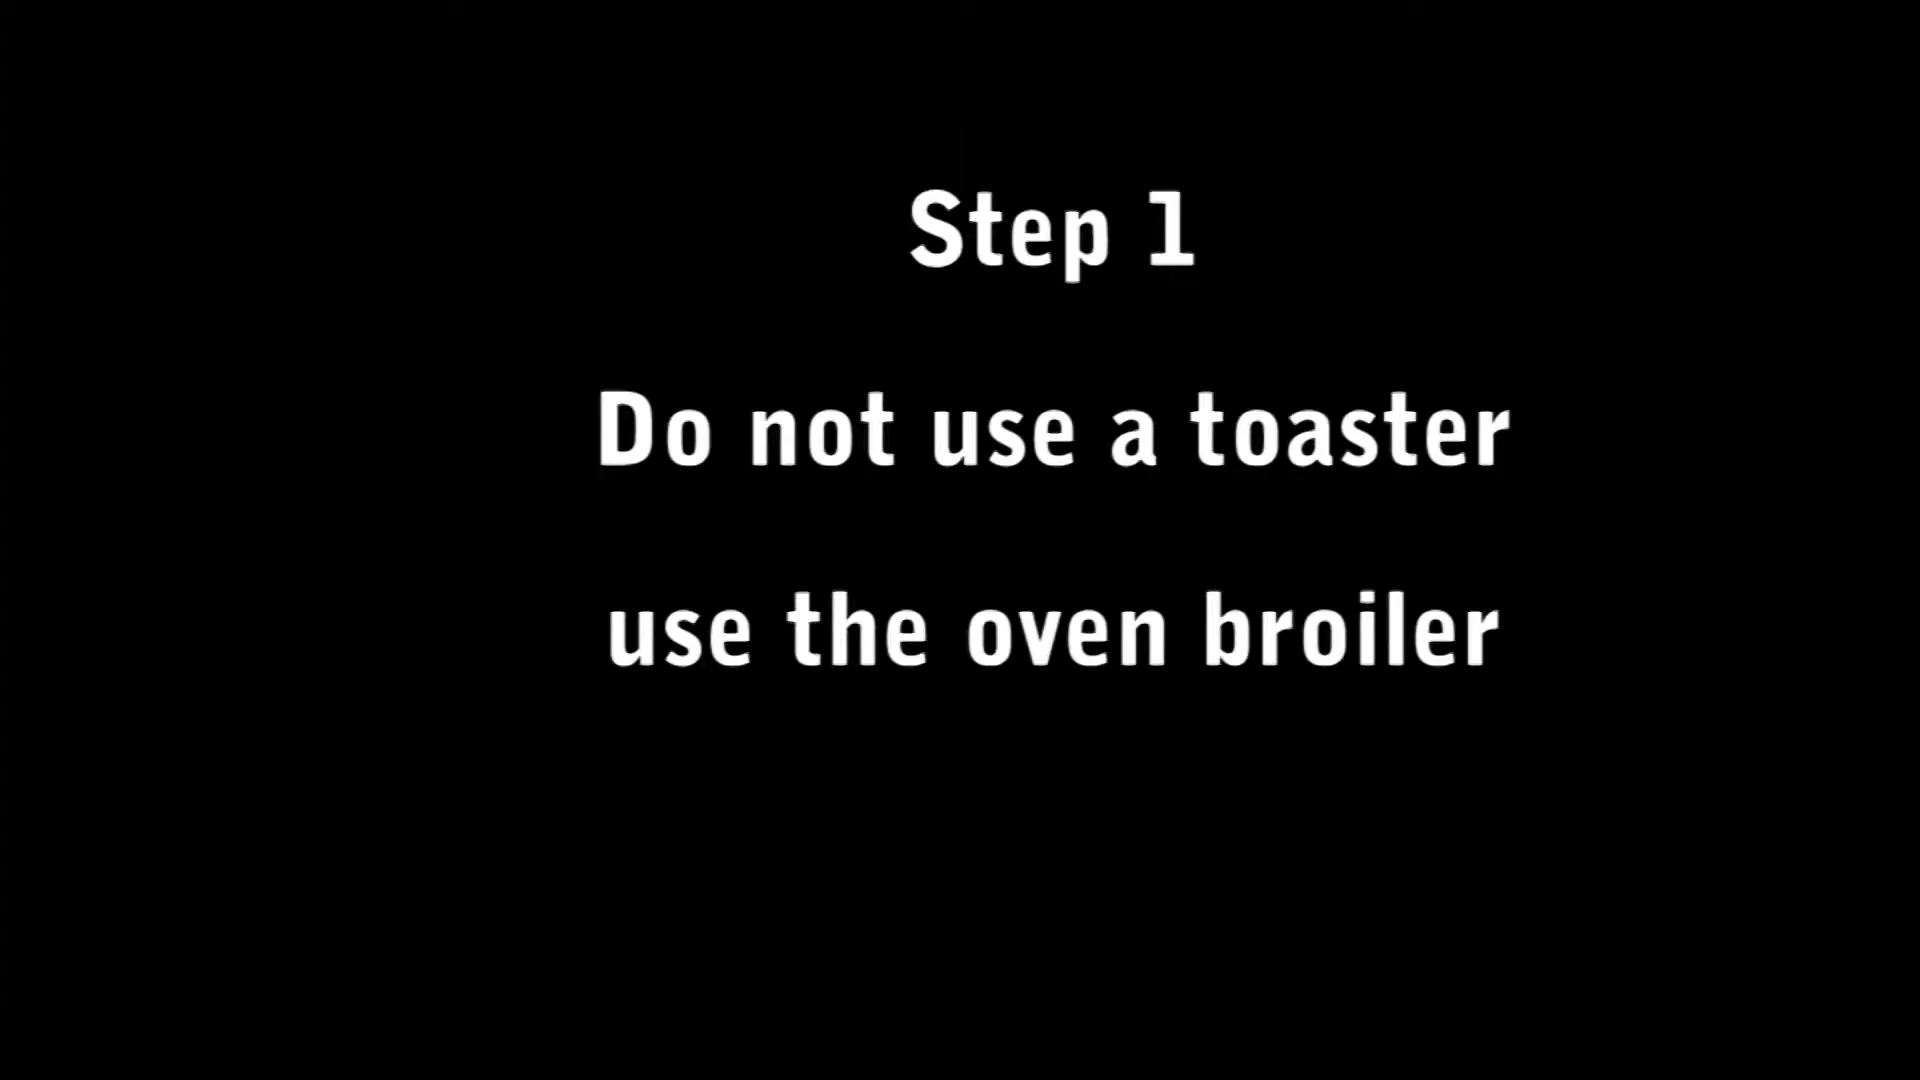 Step 1
Do not use a toaster
use the oven broiler